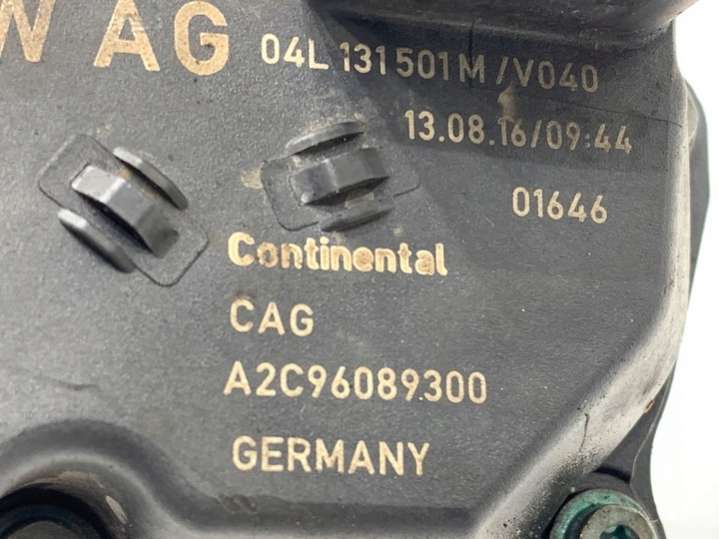 W AG
04L 131 501 M /V040
13.08.16/09:44
01646
Continental
CAG
A2C96089300
GERMANY